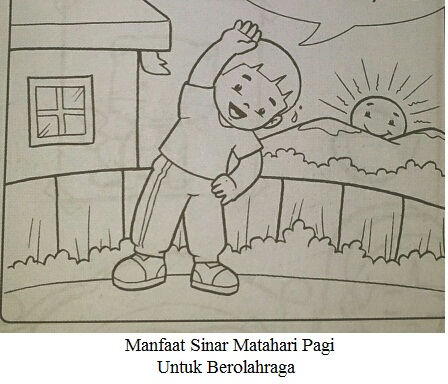 Manfaat Sinar Matahari Pagi
Untuk Berolahraga